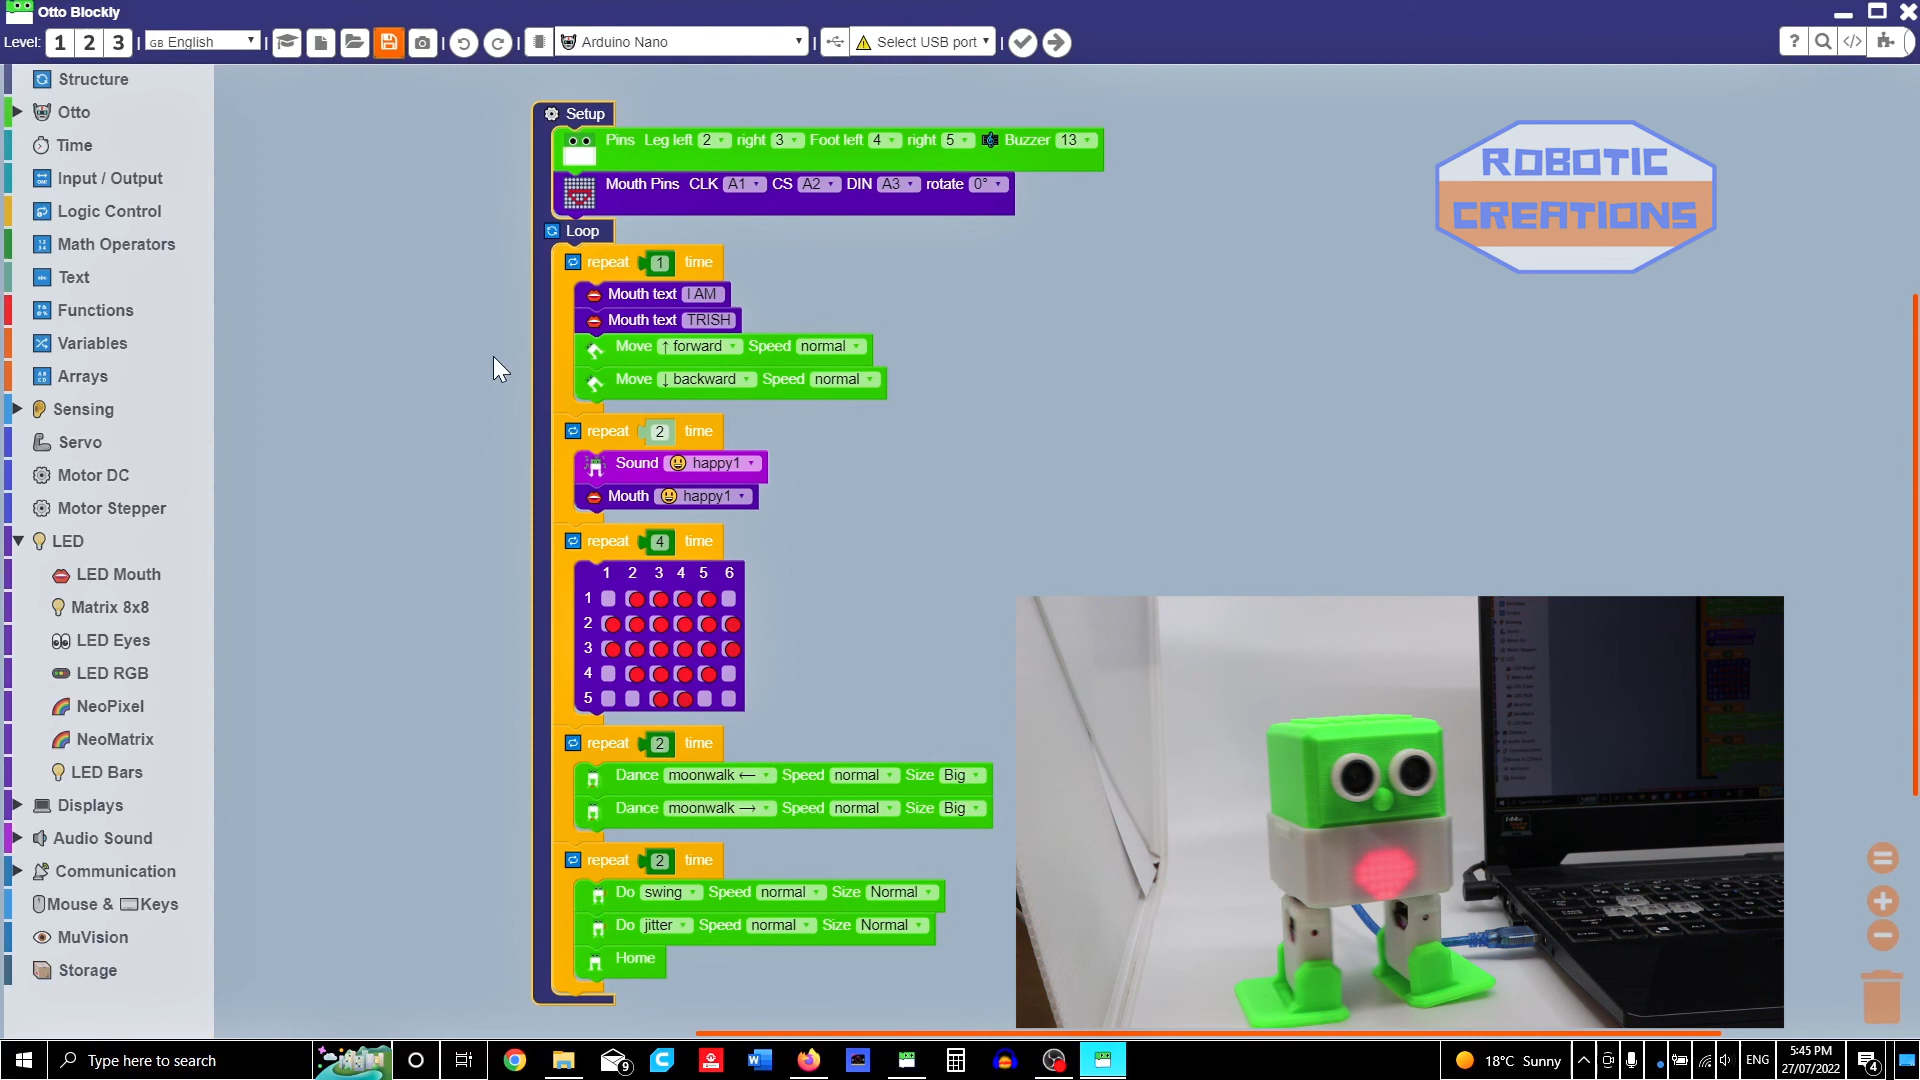 Otto Blockly
Level: 1 2 3 GB English Arduino Nano Select USB port
Structure
Otto
Time
Input / Output
Logic Control
Math Operators
Text
Functions
Variables
Arrays
Sensing
Servo
Motor DC
Motor Stepper
LED
LED Mouth
Matrix 8x8
LED Eyes
LED RGB
NeoPixel
NeoMatrix
LED Bars
Displays
Audio Sound
Communication
Mouse & Keys
MuVision
Storage
Setup
Pins Leg left 2 right 3 Foot left 4 right 5 Buzzer 13
Mouth Pins CLK A1 CS A2 DIN A3 rotate 0°
Loop
repeat 1 time
Mouth text I AM
Mouth text TRISH
Move ↑ forward Speed normal
Move ↓ backward Speed normal
repeat 2 time
Sound happy1
Mouth happy1
repeat 4 time
1 2 3 4 5 6
1
2
3
4
5
repeat 2 time
Dance moonwalk ← Speed normal Size Big
Dance moonwalk → Speed normal Size Big
repeat 2 time
Do swing Speed normal Size Normal
Do jitter Speed normal Size Normal
Home
ROBOTIC
CREATIONS
Type here to search
9
18°C Sunny
ENG
5:45 PM
27/07/2022
4